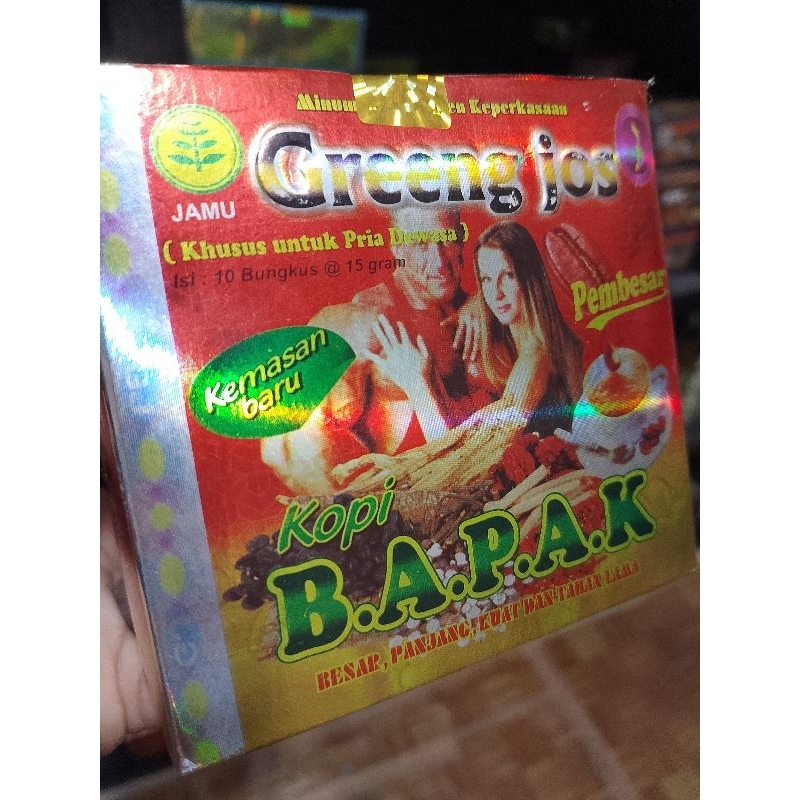 Keperkasaan
Greeng jos
JAMU
( Khusus untuk Pria Dewasa )
Isi : 10 Bungkus @ 15 gram
Pembesar
Kemasan
baru
Kopi
B.A.P.A.K
BESAR, PANJANG, KUAT DAN TAHAN LAMA